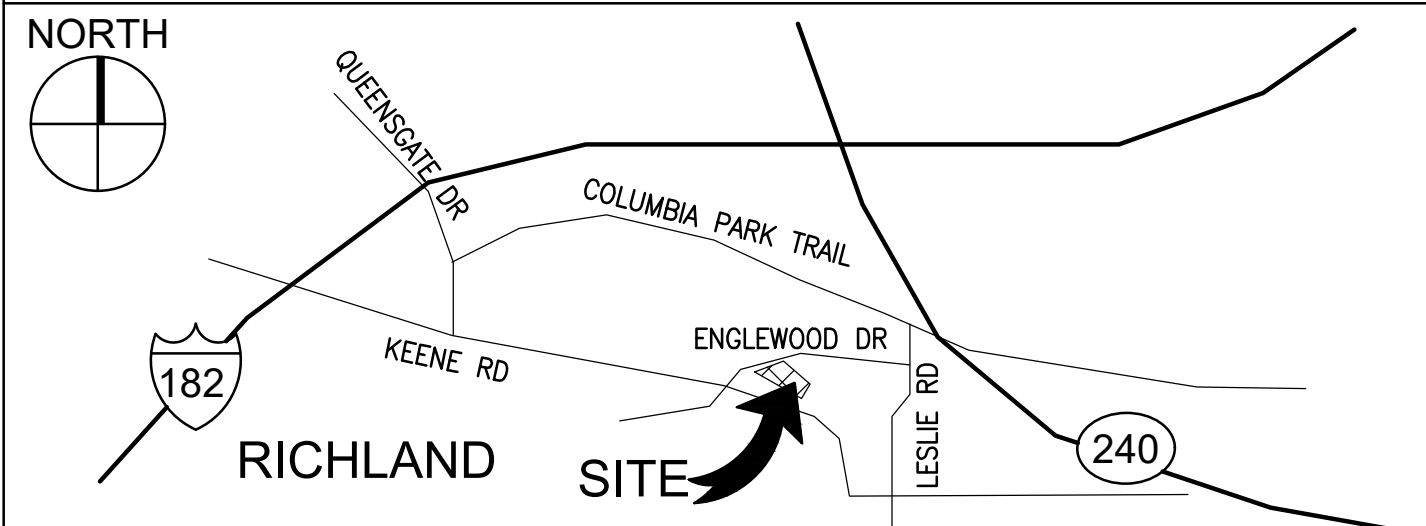 NORTH
QUEENSGATE DR
COLUMBIA PARK TRAIL
ENGLEWOOD DR
KEENE RD
LESLIE RD
182
240
RICHLAND
SITE